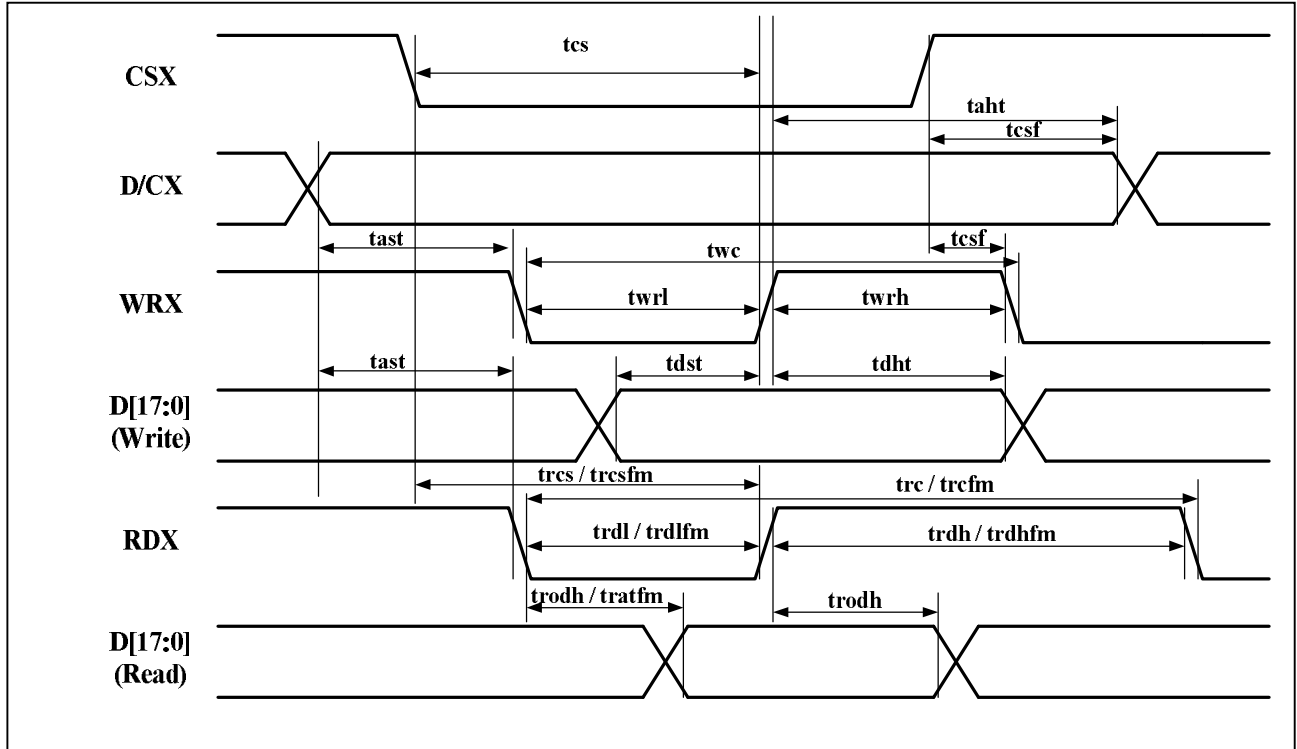 tcs
CSX
taht
tcsf
D/CX
tast
tcsf
twc
WRX
twrl
twrh
tast
tdst
tdht
D[17:0]
(Write)
trcs / trcsfm
trc / trcfm
RDX
trdl / trdlfm
trdh / trdhfm
trodh / tratfm
trodh
D[17:0]
(Read)